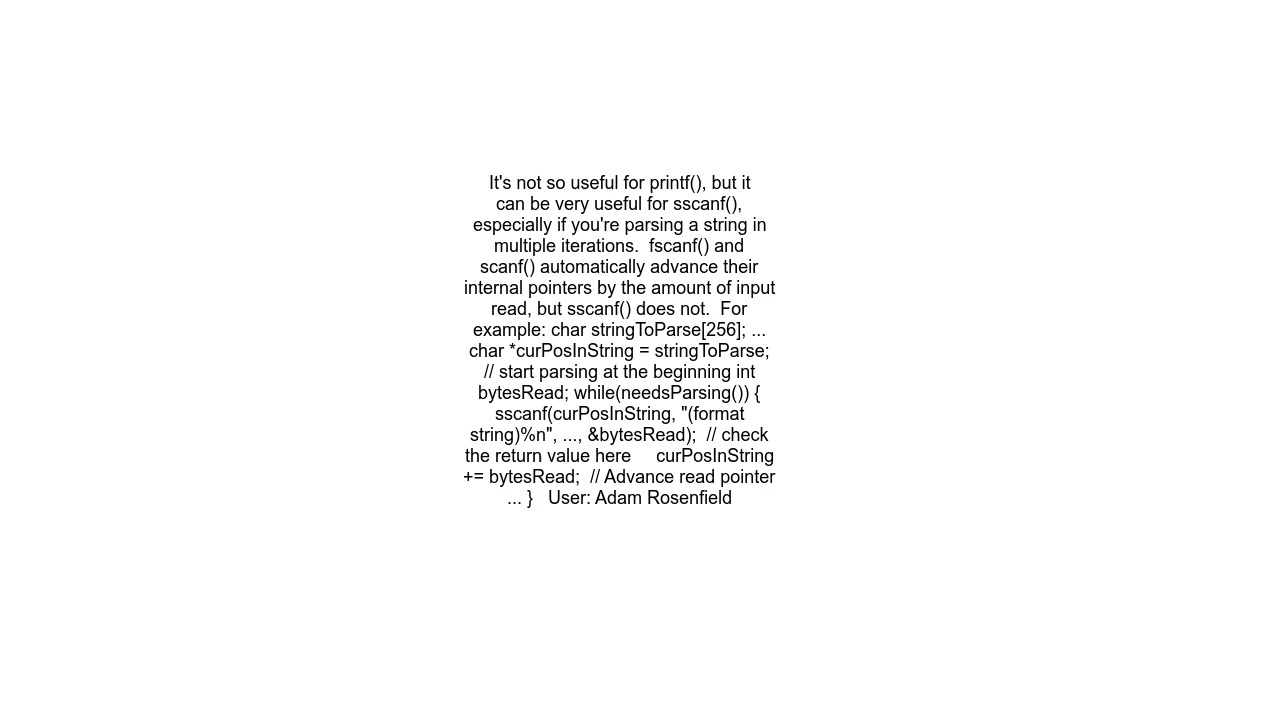 It's not so useful for printf(), but it
can be very useful for sscanf(),
especially if you're parsing a string in
multiple iterations.  fscanf() and
scanf() automatically advance their
internal pointers by the amount of input
read, but sscanf() does not.  For
example: char stringToParse[256]; ...
char *curPosInString = stringToParse;
// start parsing at the beginning int
bytesRead; while(needsParsing()) {
sscanf(curPosInString, "(format
string)%n", ..., &bytesRead);  // check
the return value here     curPosInString
+= bytesRead;  // Advance read pointer
... }   User: Adam Rosenfield